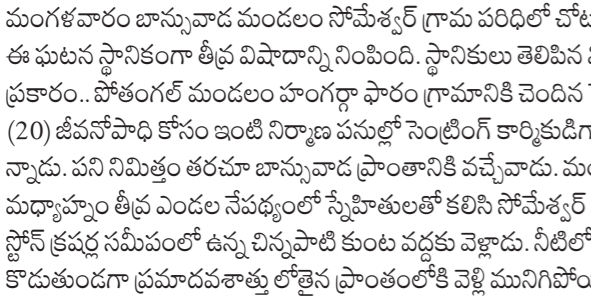 మంగళవారం బాన్సువాడ మండలం సోమేశ్వర్ గ్రామ పరిధిలో
ఈ ఘటన స్థానికంగా తీవ్ర విషాదాన్ని నింపింది. స్థానికులు తెలిపిన
ప్రకారం.. పోతంగల్ మండలం హంగర్గా ఫారం గ్రామానికి చెందిన
(20) జీవనోపాధి కోసం ఇంటి నిర్మాణ పనుల్లో సెంట్రింగ్ కార్మికుడిగా
న్నాడు. పని నిమిత్తం తరచూ బాన్సువాడ ప్రాంతానికి వచ్చేవాడు.
మధ్యాహ్నం తీవ్ర ఎండల నేపథ్యంలో స్నేహితులతో కలిసి సోమేశ్వర్
స్టోన్ క్రషర్ల సమీపంలో ఉన్న చిన్నపాటి కుంట వద్దకు వెళ్లాడు. నీటిలో
కొడుతుండగా ప్రమాదవశాత్తు లోతైన ప్రాంతంలోకి వెళ్లి